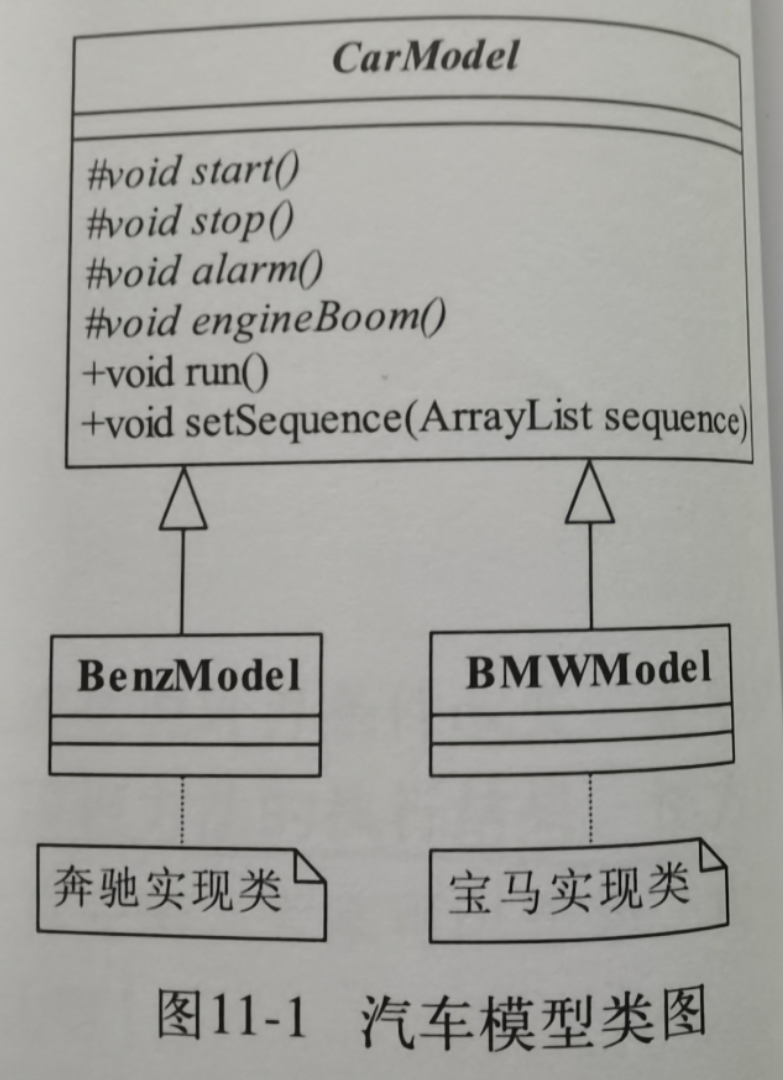 CarModel
#void start()
#void stop()
#void alarm()
#void engineBoom()
+void run()
+void setSequence(ArrayList sequence)
BenzModel
BMWModel
奔驰实现类
宝马实现类
图11-1 汽车模型类图